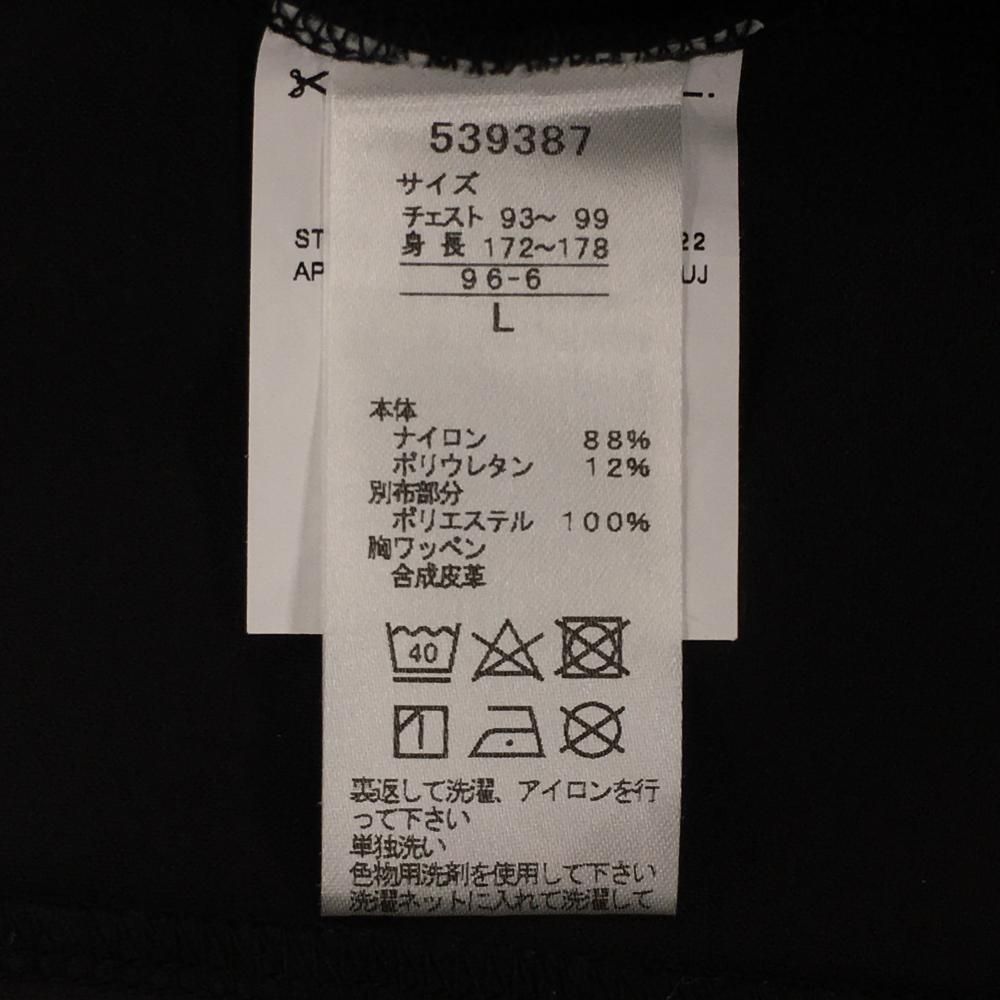 539387
サイズ
チェスト 93～ 99
身 長 172～178
96-6
L
ST
22
AP
UJ
本体
ナイロン 88%
ポリウレタン 12%
別布部分
ポリエステル 100%
胸ワッペン
合成皮革
40
裏返して洗濯、アイロンを行
って下さい
単独洗い
色物用洗剤を使用して下さい
洗濯ネットに入れて洗濯して